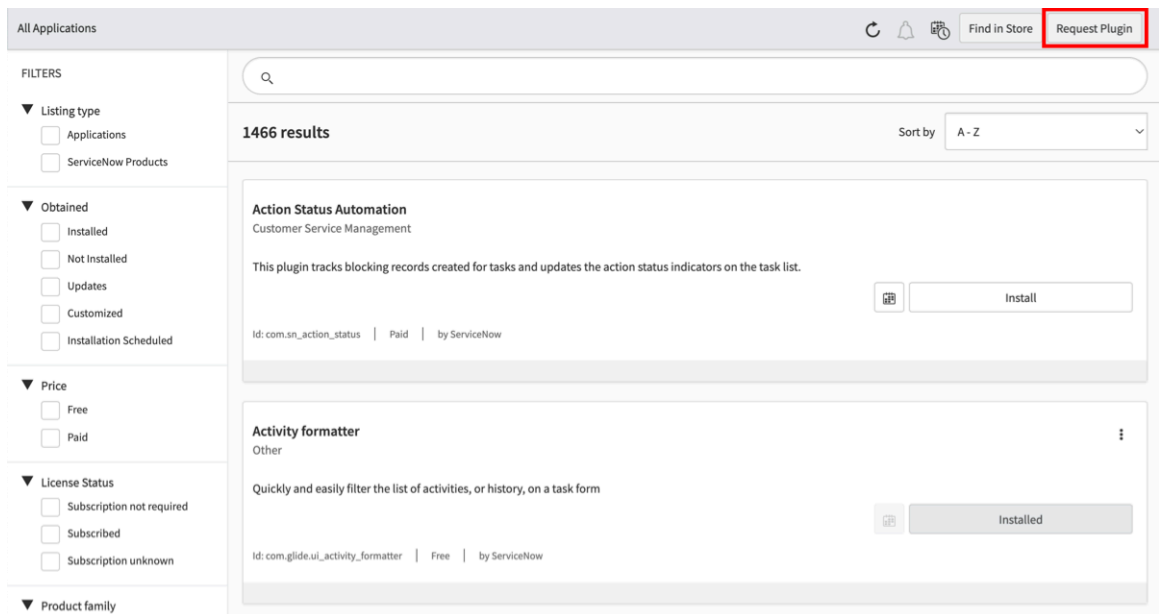 All Applications
Find in Store
Request Plugin
FILTERS
Listing type
Applications
ServiceNow Products
Obtained
Installed
Not Installed
Updates
Customized
Installation Scheduled
Price
Free
Paid
License Status
Subscription not required
Subscribed
Subscription unknown
Product family
1466 results
Sort by
A - Z
Action Status Automation
Customer Service Management
This plugin tracks blocking records created for tasks and updates the action status indicators on the task list.
Install
Id: com.sn_action_status | Paid | by ServiceNow
Activity formatter
Other
Quickly and easily filter the list of activities, or history, on a task form
Installed
Id: com.glide.ui_activity_formatter | Free | by ServiceNow